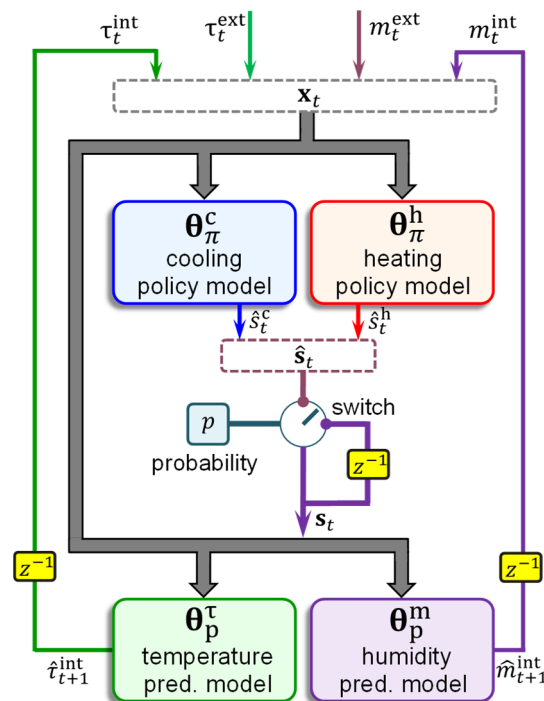 τ_t^int τ_t^ext m_t^ext m_t^int
𝐱_t
𝛉_π^c
cooling
policy model
𝛉_π^h
heating
policy model
ŝ_t^c ŝ_t^h
𝐬̂_t
switch
p
probability
z⁻¹
𝐬_t
z⁻¹ z⁻¹
𝛉_p^τ
temperature
pred. model
𝛉_p^m
humidity
pred. model
τ̂_{t+1}^int m̂_{t+1}^int